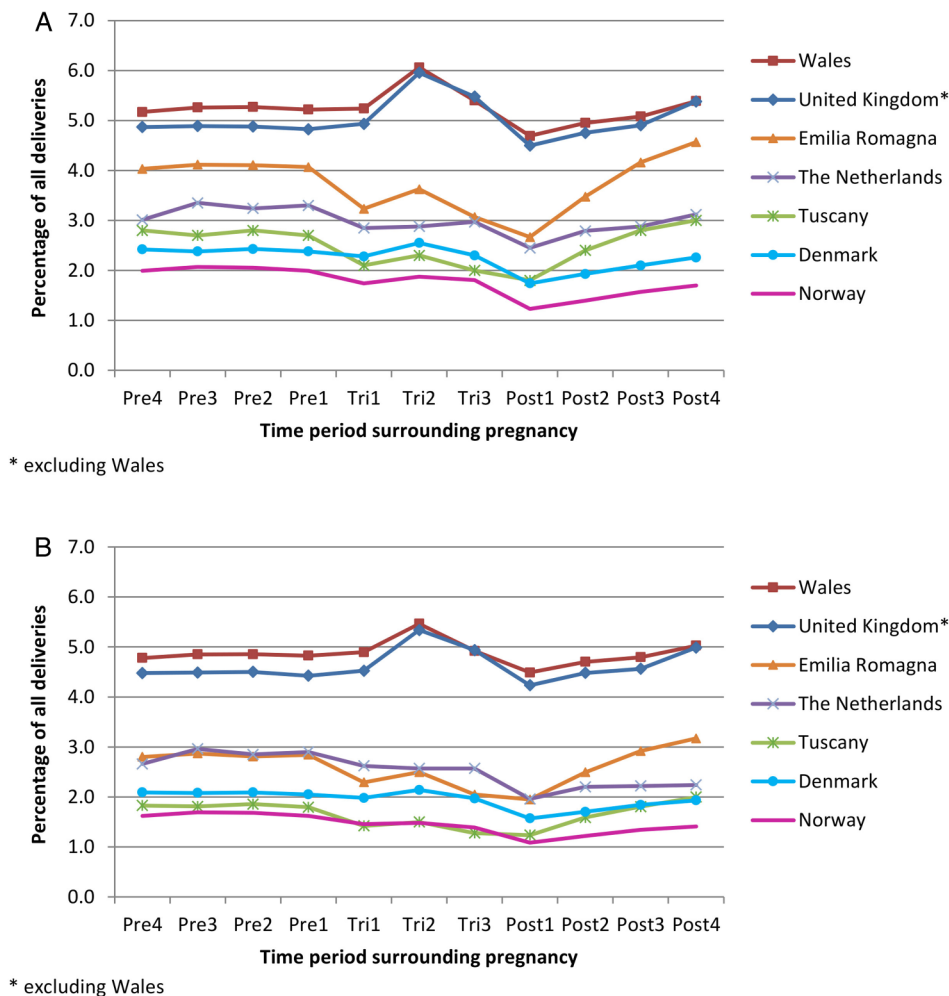 A
7.0
6.0
5.0
4.0
3.0
2.0
1.0
0.0
Percentage of all deliveries
Pre4 Pre3 Pre2 Pre1 Tri1 Tri2 Tri3 Post1 Post2 Post3 Post4
Time period surrounding pregnancy
Wales
United Kingdom*
Emilia Romagna
The Netherlands
Tuscany
Denmark
Norway
* excluding Wales
B
7.0
6.0
5.0
4.0
3.0
2.0
1.0
0.0
Percentage of all deliveries
Pre4 Pre3 Pre2 Pre1 Tri1 Tri2 Tri3 Post1 Post2 Post3 Post4
Time period surrounding pregnancy
Wales
United Kingdom*
Emilia Romagna
The Netherlands
Tuscany
Denmark
Norway
* excluding Wales